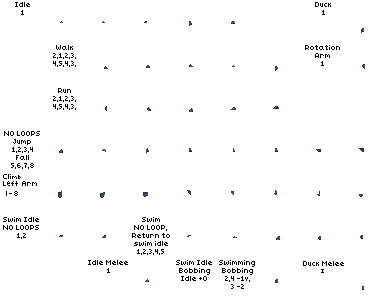 Idle
1
Duck
1
Walk
2,1,2,3,
4,5,4,3,
Rotation
Arm
1
Run
2,1,2,3,
4,5,4,3,
NO LOOPS
Jump
1,2,3,4
Fall
5,6,7,8
Climb
Left Arm
1-8
Swim Idle
NO LOOPS
1,2
Swim
NO LOOP,
Return to
swim idle
1,2,3,4,5
Idle Melee
1
Swim Idle
Bobbing
Idle +0
Swimming
Bobbing
2,4 -1v,
3 -2
Duck Melee
1